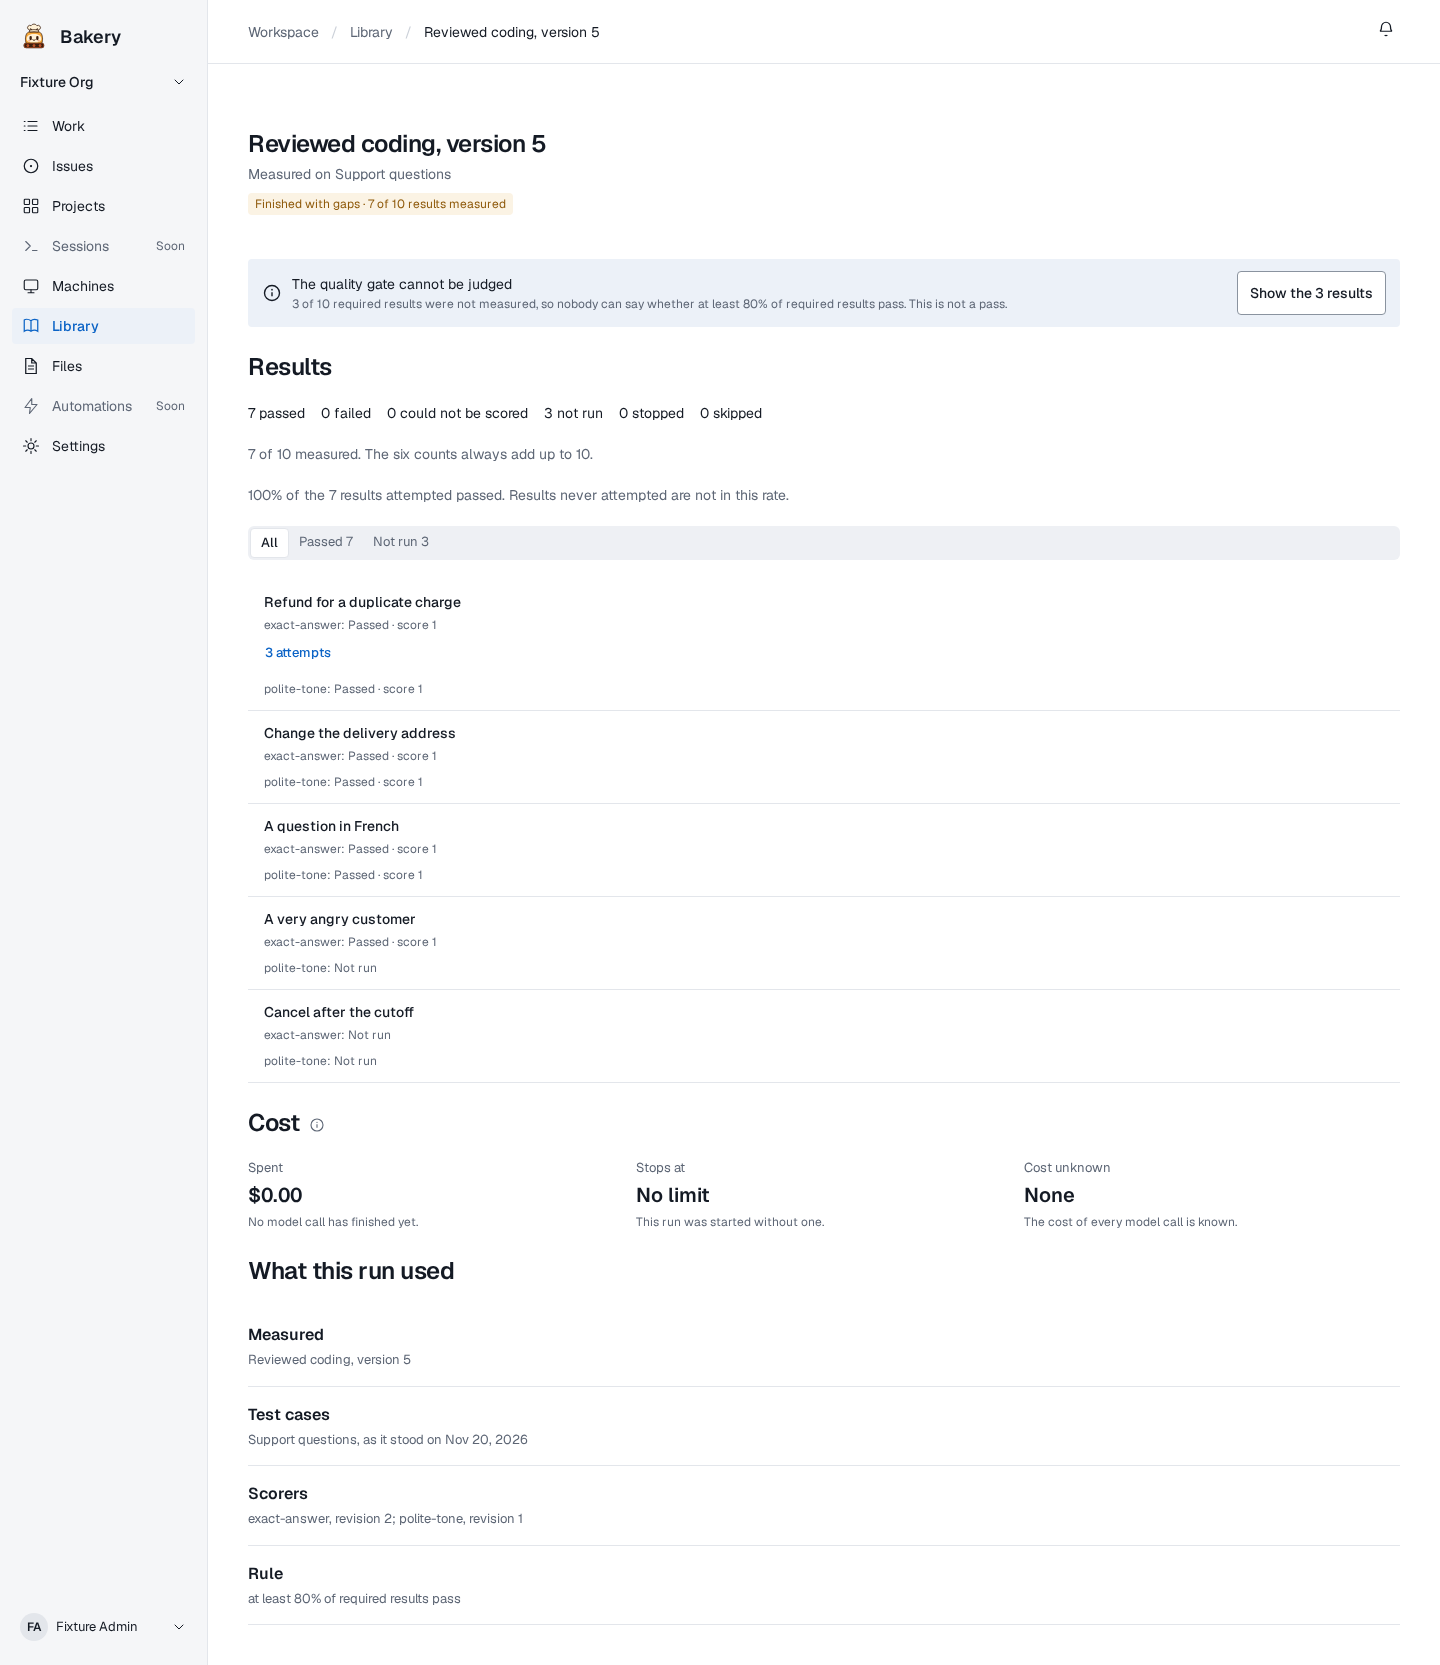 Bakery
Fixture Org
Work
Issues
Projects
Sessions Soon
Machines
Library
Files
Automations Soon
Settings
FA Fixture Admin
Workspace / Library / Reviewed coding, version 5
Reviewed coding, version 5
Measured on Support questions
Finished with gaps · 7 of 10 results measured
The quality gate cannot be judged
3 of 10 required results were not measured, so nobody can say whether at least 80% of required results pass. This is not a pass.
Show the 3 results
Results
7 passed 0 failed 0 could not be scored 3 not run 0 stopped 0 skipped
7 of 10 measured. The six counts always add up to 10.
100% of the 7 results attempted passed. Results never attempted are not in this rate.
All Passed 7 Not run 3
Refund for a duplicate charge
exact-answer: Passed · score 1
3 attempts
polite-tone: Passed · score 1
Change the delivery address
exact-answer: Passed · score 1
polite-tone: Passed · score 1
A question in French
exact-answer: Passed · score 1
polite-tone: Passed · score 1
A very angry customer
exact-answer: Passed · score 1
polite-tone: Not run
Cancel after the cutoff
exact-answer: Not run
polite-tone: Not run
Cost
Spent
$0.00
No model call has finished yet.
Stops at
No limit
This run was started without one.
Cost unknown
None
The cost of every model call is known.
What this run used
Measured
Reviewed coding, version 5
Test cases
Support questions, as it stood on Nov 20, 2026
Scorers
exact-answer, revision 2; polite-tone, revision 1
Rule
at least 80% of required results pass